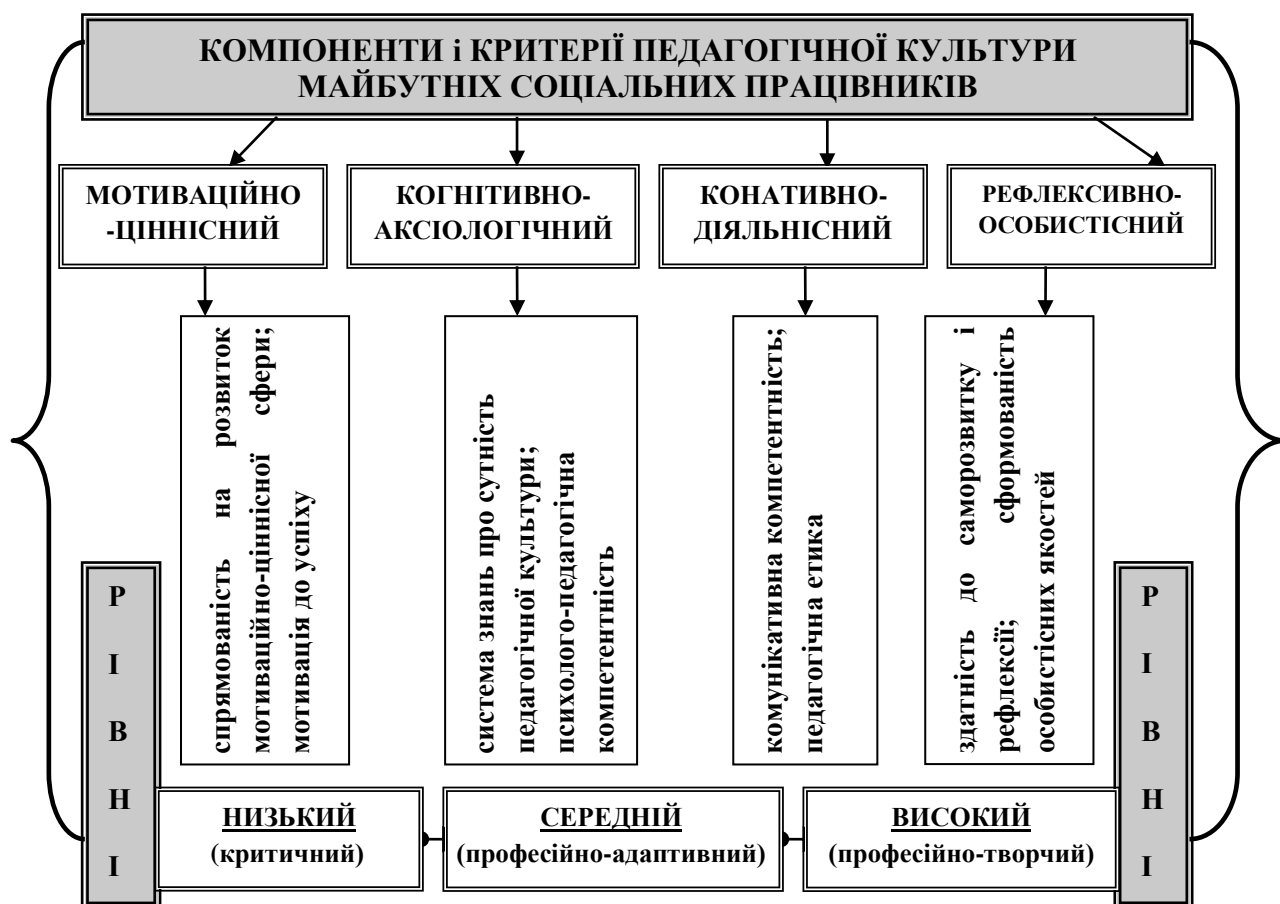 КОМПОНЕНТИ і КРИТЕРІЇ ПЕДАГОГІЧНОЇ КУЛЬТУРИ
МАЙБУТНІХ СОЦІАЛЬНИХ ПРАЦІВНИКІВ
МОТИВАЦІЙНО
-ЦІННІСНИЙ
КОГНІТИВНО-
АКСІОЛОГІЧНИЙ
КОНАТИВНО-
ДІЯЛЬНІСНИЙ
РЕФЛЕКСИВНО-
ОСОБИСТІСНИЙ
спрямованість на розвиток
мотиваційно-ціннісної сфери;
мотивація до успіху
система знань про сутність
педагогічної культури;
психолого-педагогічна
компетентність
комунікативна компетентність;
педагогічна етика
здатність до саморозвитку і
рефлексії; сформованість
особистісних якостей
Р
І
В
Н
І
НИЗЬКИЙ
(критичний)
СЕРЕДНІЙ
(професійно-адаптивний)
ВИСОКИЙ
(професійно-творчий)
Р
І
В
Н
І